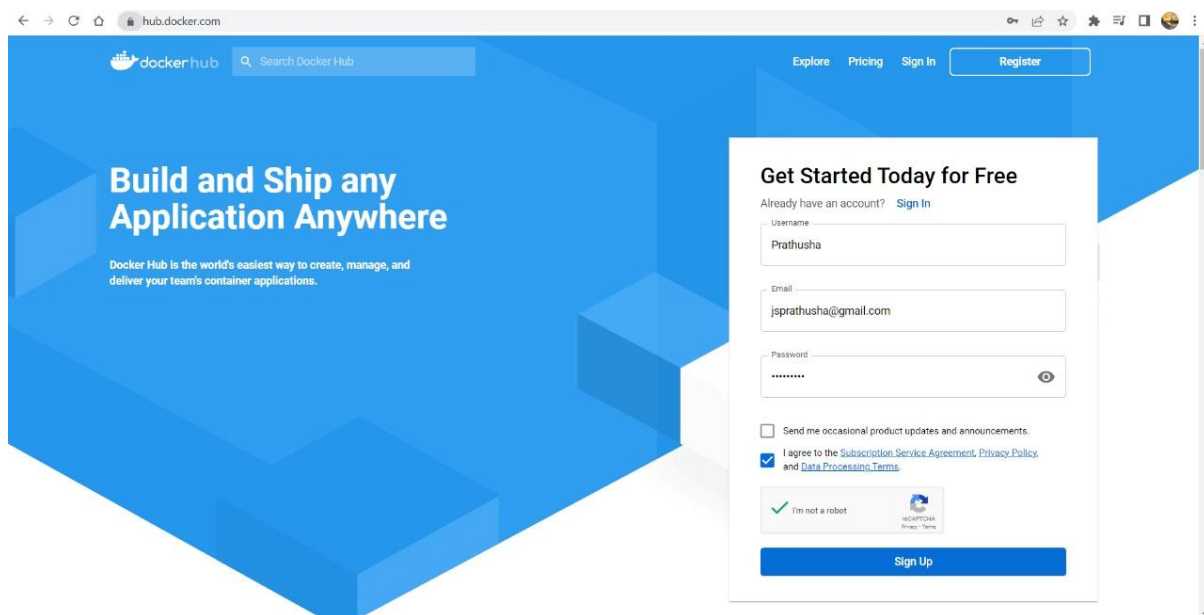 hub.docker.com
dockerhub
Search Docker Hub
Explore Pricing Sign In Register
Build and Ship any
Application Anywhere
Docker Hub is the world's easiest way to create, manage, and
deliver your team's container applications.
Get Started Today for Free
Already have an account? Sign In
Username
Prathusha
Email
jsprathusha@gmail.com
Password
•••••••••
Send me occasional product updates and announcements.
I agree to the Subscription Service Agreement, Privacy Policy,
and Data Processing Terms.
I'm not a robot
reCAPTCHA
Privacy - Terms
Sign Up